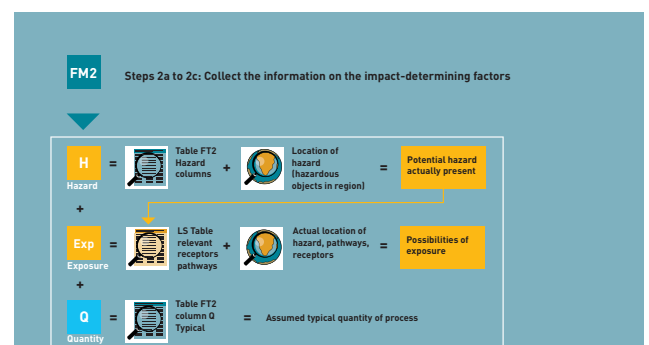 FM2
Steps 2a to 2c: Collect the information on the impact-determining factors
H
Hazard
=
Table FT2
Hazard
columns
+
Location of
hazard
(hazardous
objects in region)
=
Potential hazard
actually present
+
Exp
Exposure
=
LS Table
relevant
receptors
pathways
+
Actual location of
hazard, pathways,
receptors
=
Possibilities of
exposure
+
Q
Quantity
=
Table FT2
column Q
Typical
=
Assumed typical quantity of process